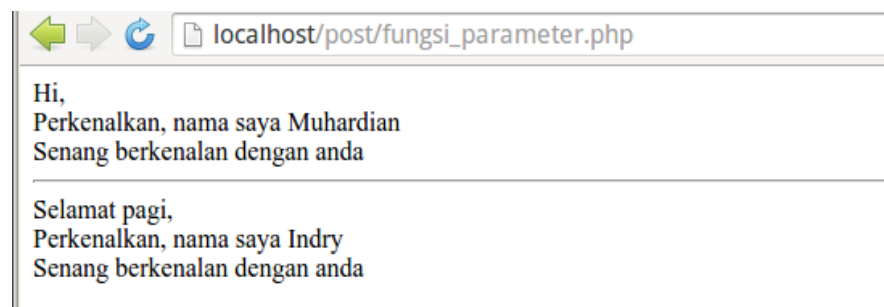 localhost/post/fungsi_parameter.php
Hi,
Perkenalkan, nama saya Muhardian
Senang berkenalan dengan anda
Selamat pagi,
Perkenalkan, nama saya Indry
Senang berkenalan dengan anda